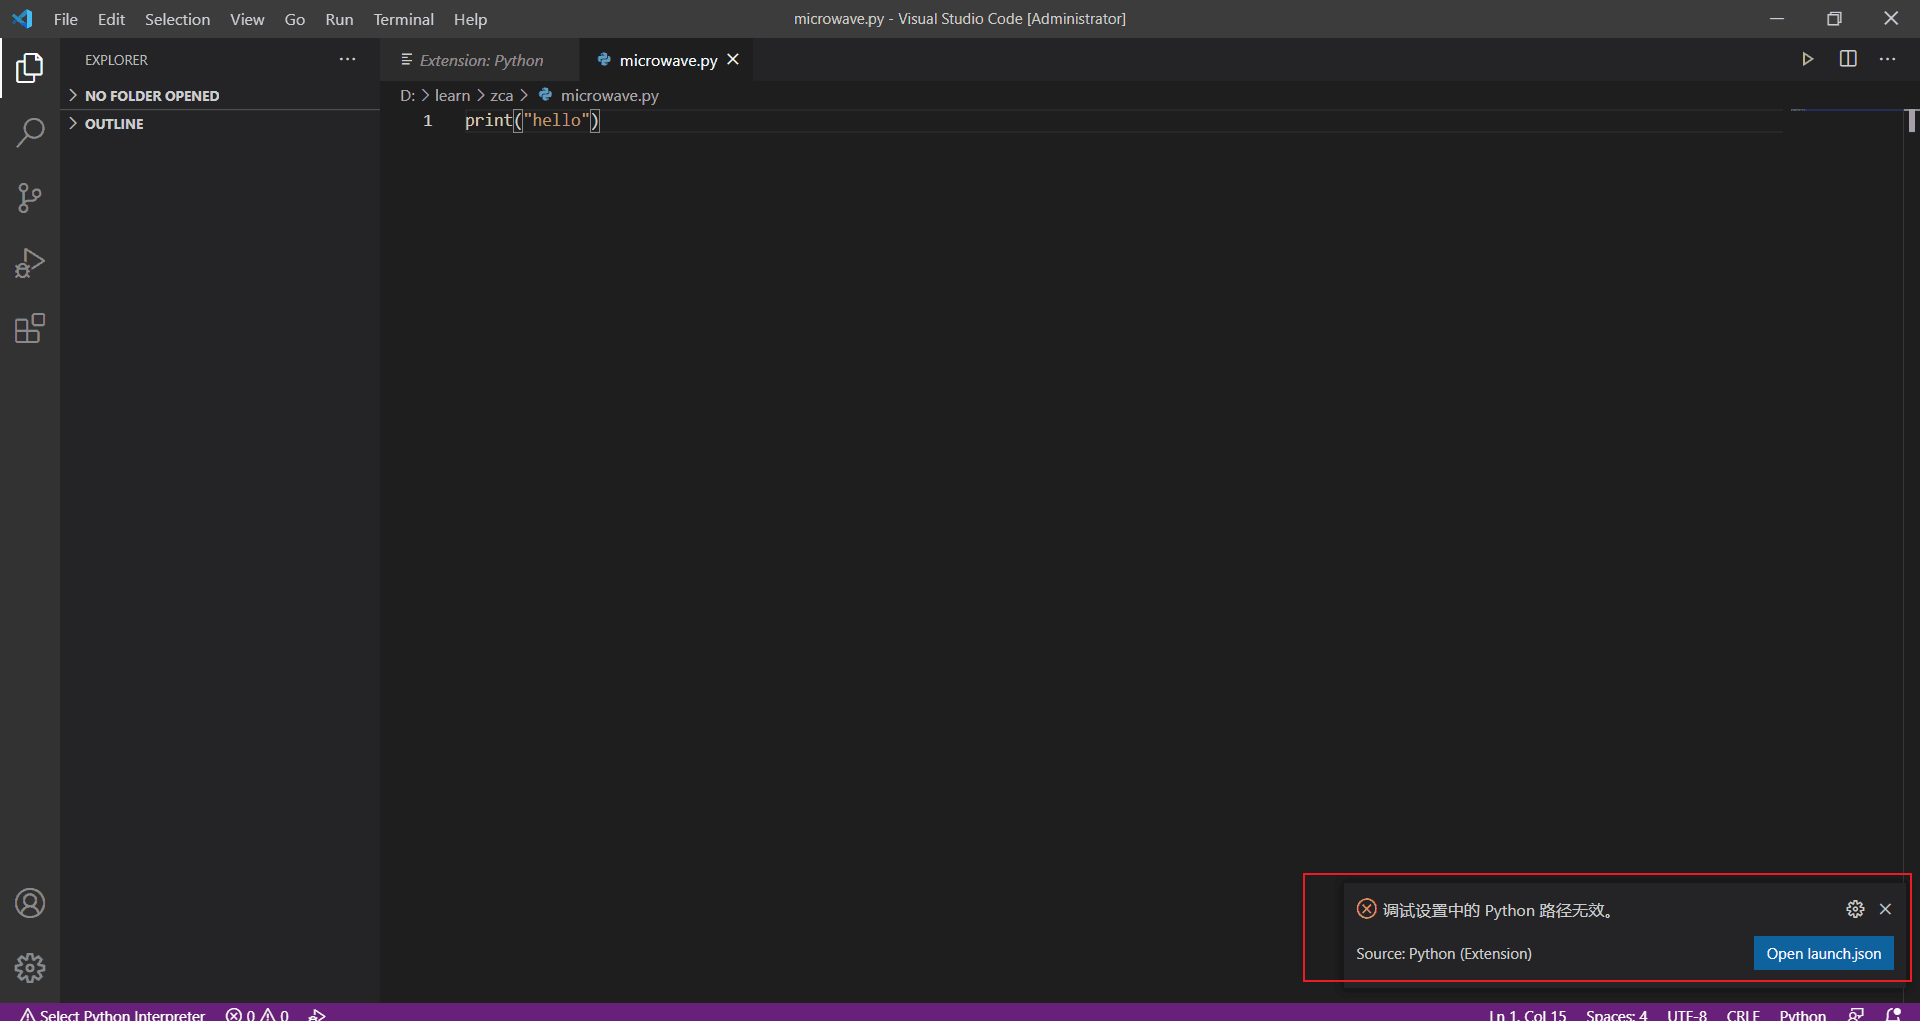 File Edit Selection View Go Run Terminal Help
microwave.py - Visual Studio Code [Administrator]
EXPLORER
Extension: Python
microwave.py
NO FOLDER OPENED
D: > learn > zca > microwave.py
1 print("hello")
OUTLINE
调试设置中的 Python 路径无效。
Source: Python (Extension)
Open launch.json
Select Python Interpreter 0 0
Ln 1, Col 15 Spaces: 4 UTF-8 CRLF Python